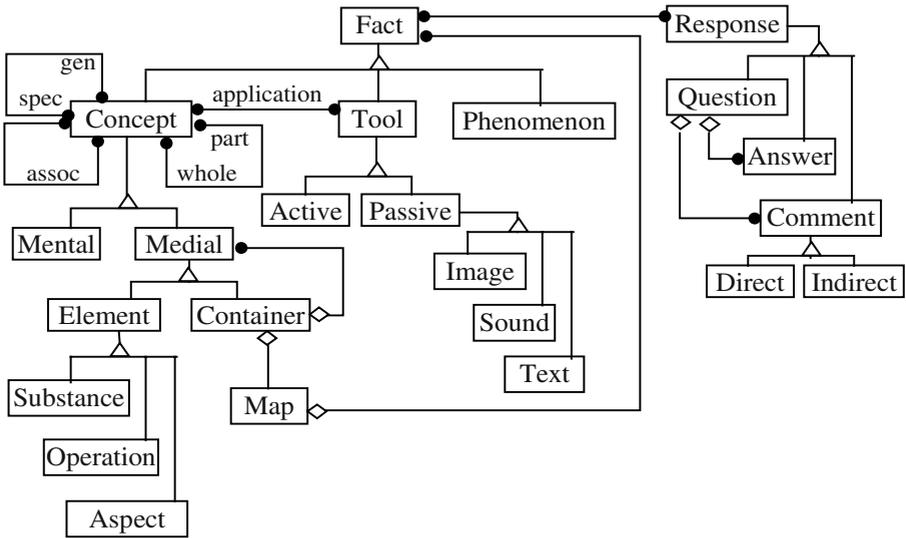 Fact
Response
gen
spec
application
Question
Concept
Tool
Phenomenon
part
assoc
whole
Answer
Active
Passive
Comment
Mental
Medial
Image
Direct
Indirect
Element
Container
Sound
Text
Substance
Map
Operation
Aspect